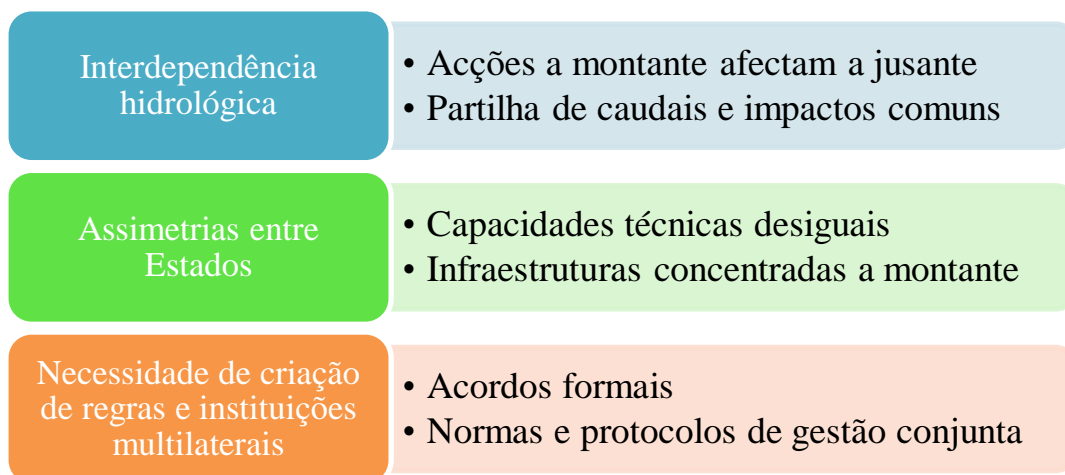 Interdependência
hidrológica
• Acções a montante afectam a jusante
• Partilha de caudais e impactos comuns
Assimetrias entre
Estados
• Capacidades técnicas desiguais
• Infraestruturas concentradas a montante
Necessidade de criação
de regras e instituições
multilaterais
• Acordos formais
• Normas e protocolos de gestão conjunta